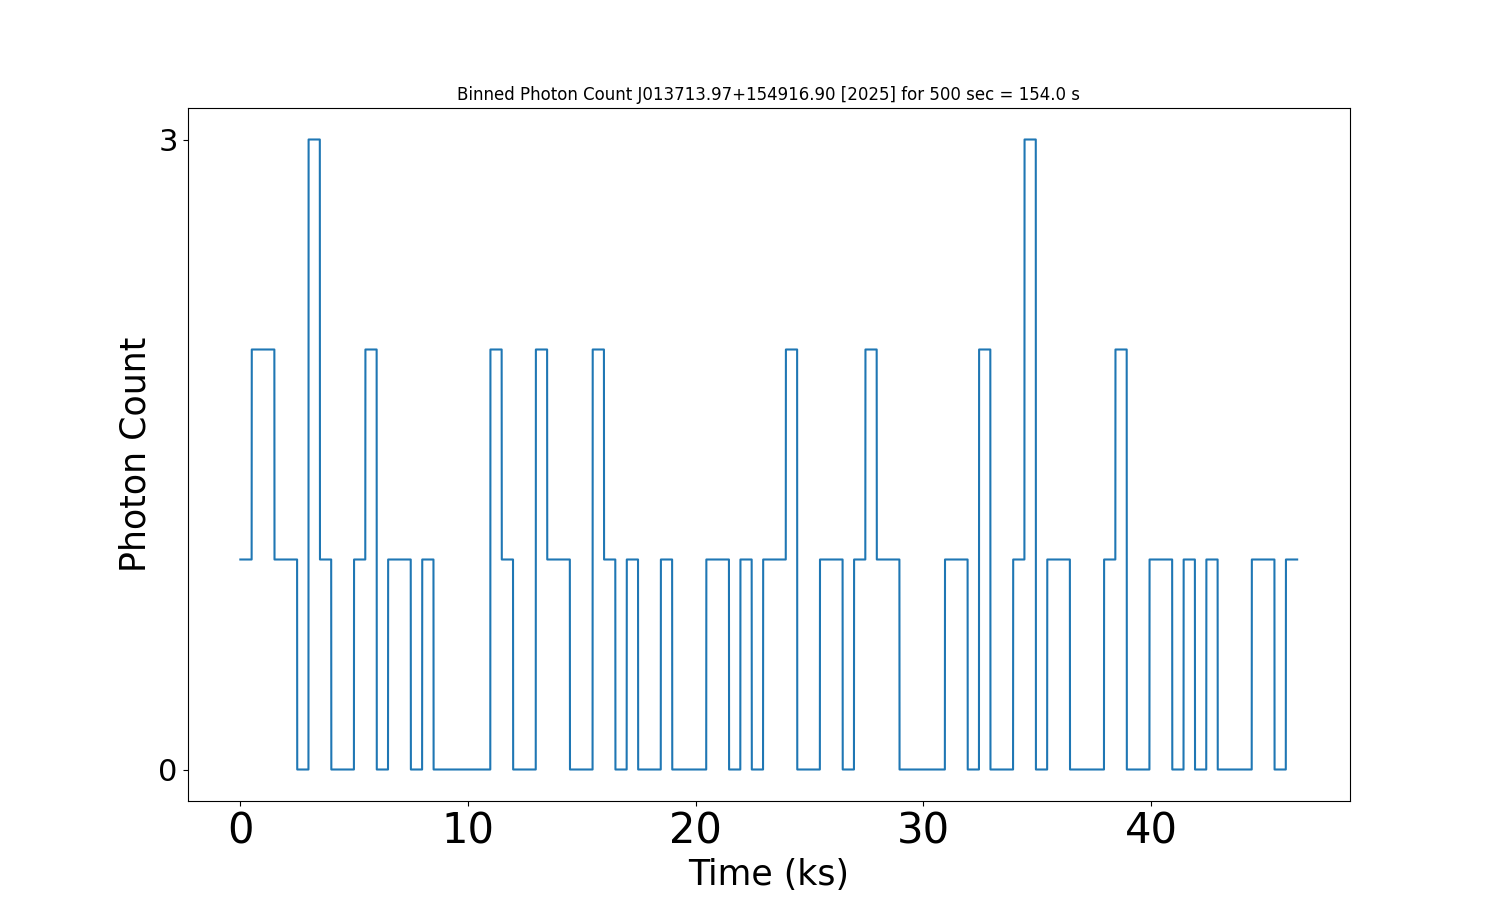 Binned Photon Count J013713.97+154916.90 [2025] for 500 sec = 154.0 s
3
Photon Count
0
0 10 20 30 40
Time (ks)